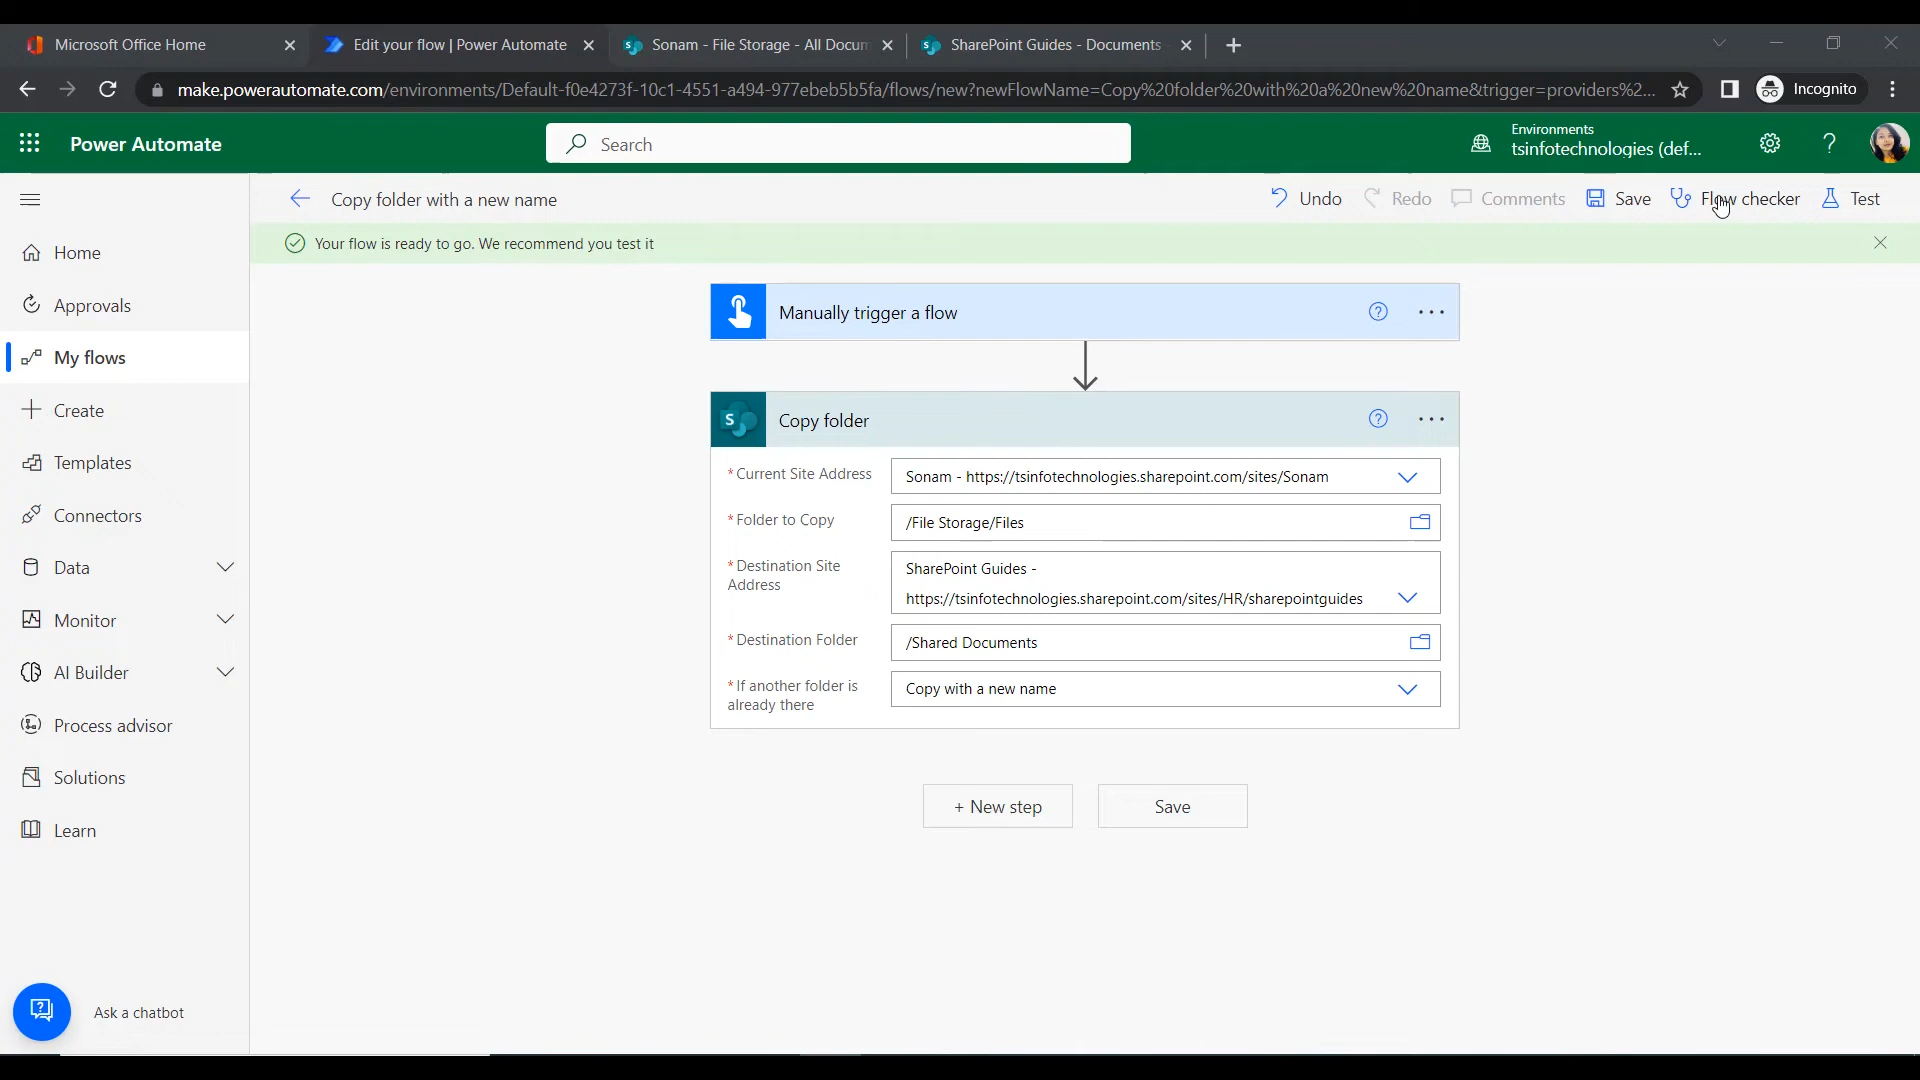 Microsoft Office Home
Edit your flow | Power Automate
Sonam - File Storage - All Docum
SharePoint Guides - Documents
make.powerautomate.com/environments/Default-f0e4273f-10c1-4551-a494-977ebeb5b5fa/flows/new?newFlowName=Copy%20folder%20with%20a%20new%20name&trigger=providers%2...
Incognito
Power Automate
Search
Environments
tsinfotechnologies (def...
Copy folder with a new name
Undo
Redo
Comments
Save
Flow checker
Test
Your flow is ready to go. We recommend you test it
Home
Approvals
My flows
Create
Templates
Connectors
Data
Monitor
AI Builder
Process advisor
Solutions
Learn
Ask a chatbot
Manually trigger a flow
Copy folder
*Current Site Address
Sonam - https://tsinfotechnologies.sharepoint.com/sites/Sonam
*Folder to Copy
/File Storage/Files
*Destination Site
Address
SharePoint Guides -
https://tsinfotechnologies.sharepoint.com/sites/HR/sharepointguides
*Destination Folder
/Shared Documents
*If another folder is
already there
Copy with a new name
+ New step
Save